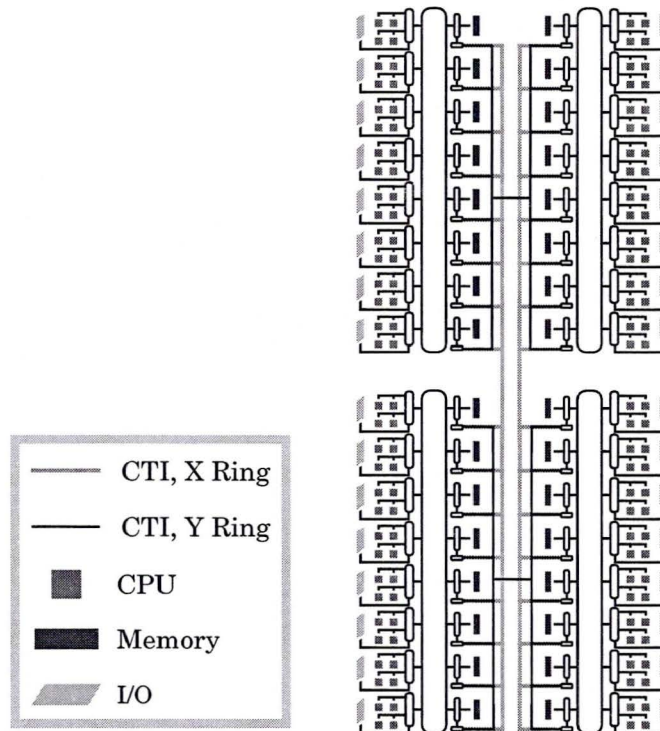 CTI, X Ring
CTI, Y Ring
CPU
Memory
I/O